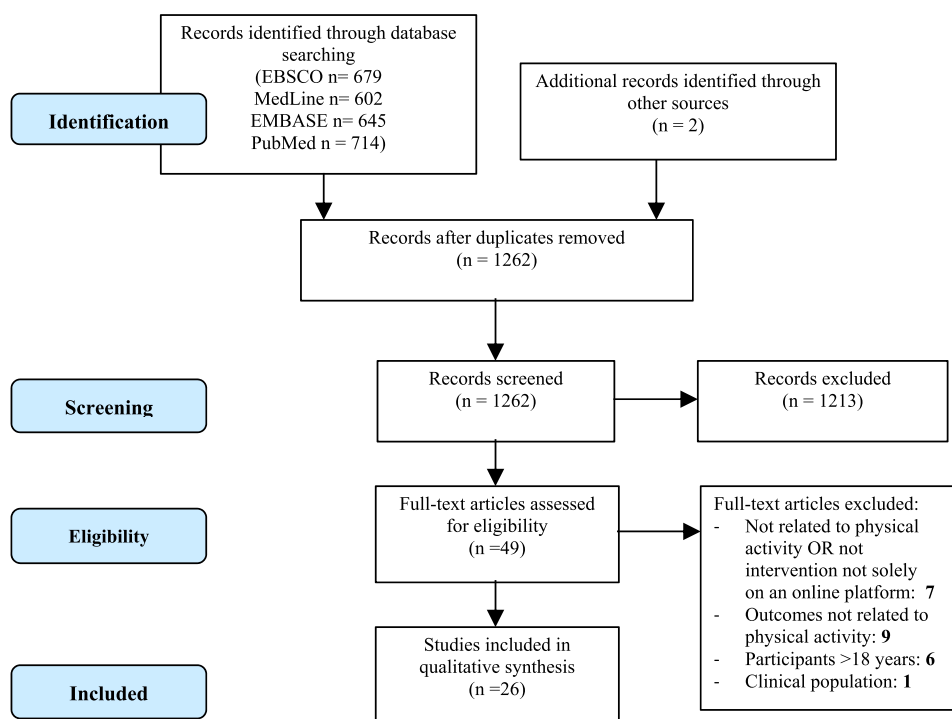 Identification
Records identified through database
searching
(EBSCO n= 679
MedLine n= 602
EMBASE n= 645
PubMed n = 714)
Additional records identified through
other sources
(n = 2)
Records after duplicates removed
(n = 1262)
Screening
Records screened
(n = 1262)
Records excluded
(n = 1213)
Eligibility
Full-text articles assessed
for eligibility
(n =49)
Full-text articles excluded:
- Not related to physical
activity OR not
intervention not solely
on an online platform: 7
- Outcomes not related to
physical activity: 9
- Participants >18 years: 6
- Clinical population: 1
Included
Studies included in
qualitative synthesis
(n =26)